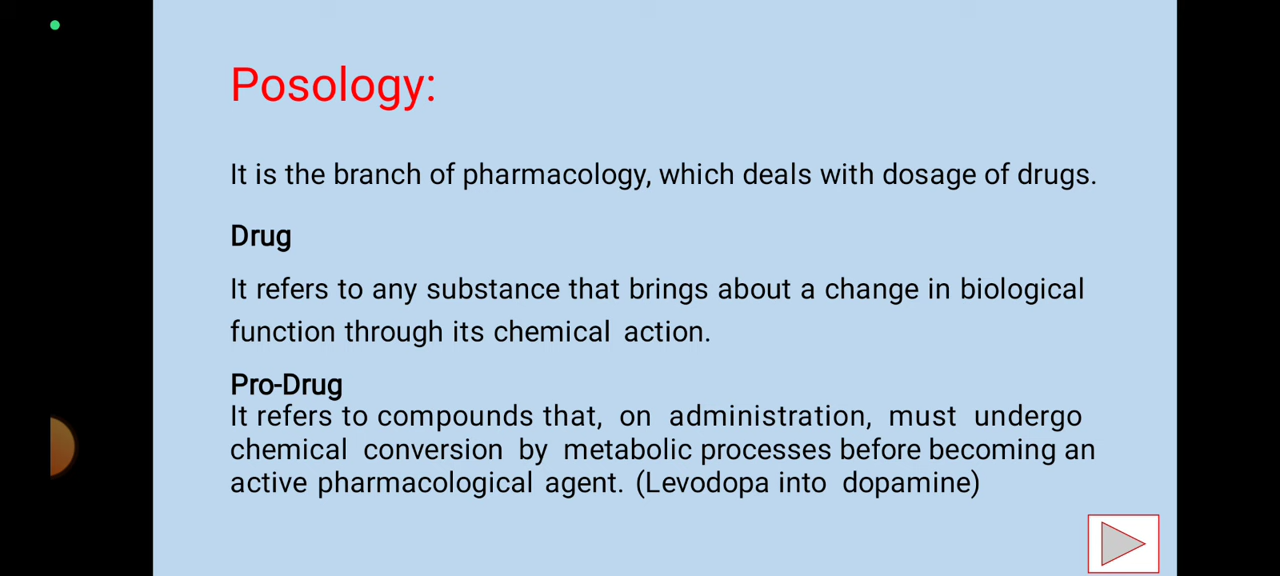 Posology:
It is the branch of pharmacology, which deals with dosage of drugs.
Drug
It refers to any substance that brings about a change in biological
function through its chemical action.
Pro-Drug
It refers to compounds that, on administration, must undergo
chemical conversion by metabolic processes before becoming an
active pharmacological agent. (Levodopa into dopamine)